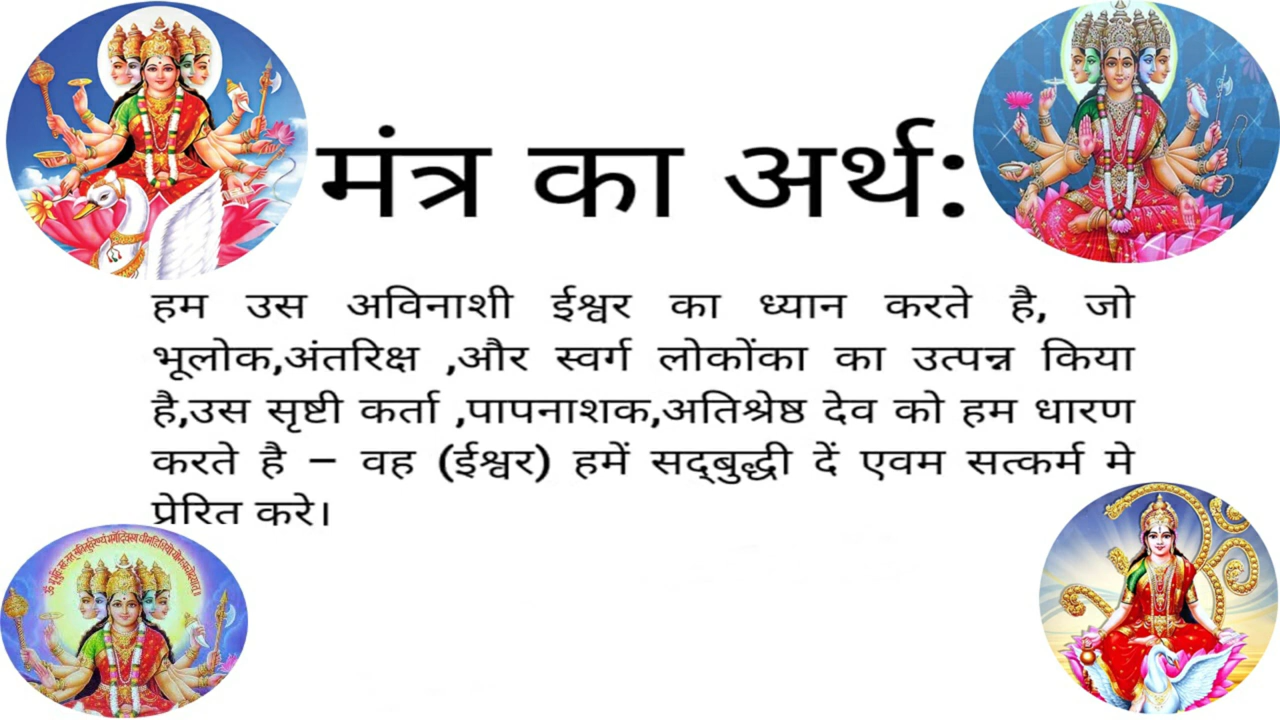 मंत्र का अर्थ:
हम उस अविनाशी ईश्वर का ध्यान करते है, जो
भूलोक,अंतरिक्ष ,और स्वर्ग लोकोंका का उत्पन्न किया
है,उस सृष्टी कर्ता ,पापनाशक,अतिश्रेष्ठ देव को हम धारण
करते है – वह (ईश्वर) हमें सद्‌बुद्धी दें एवम सत्कर्म मे
प्रेरित करे।